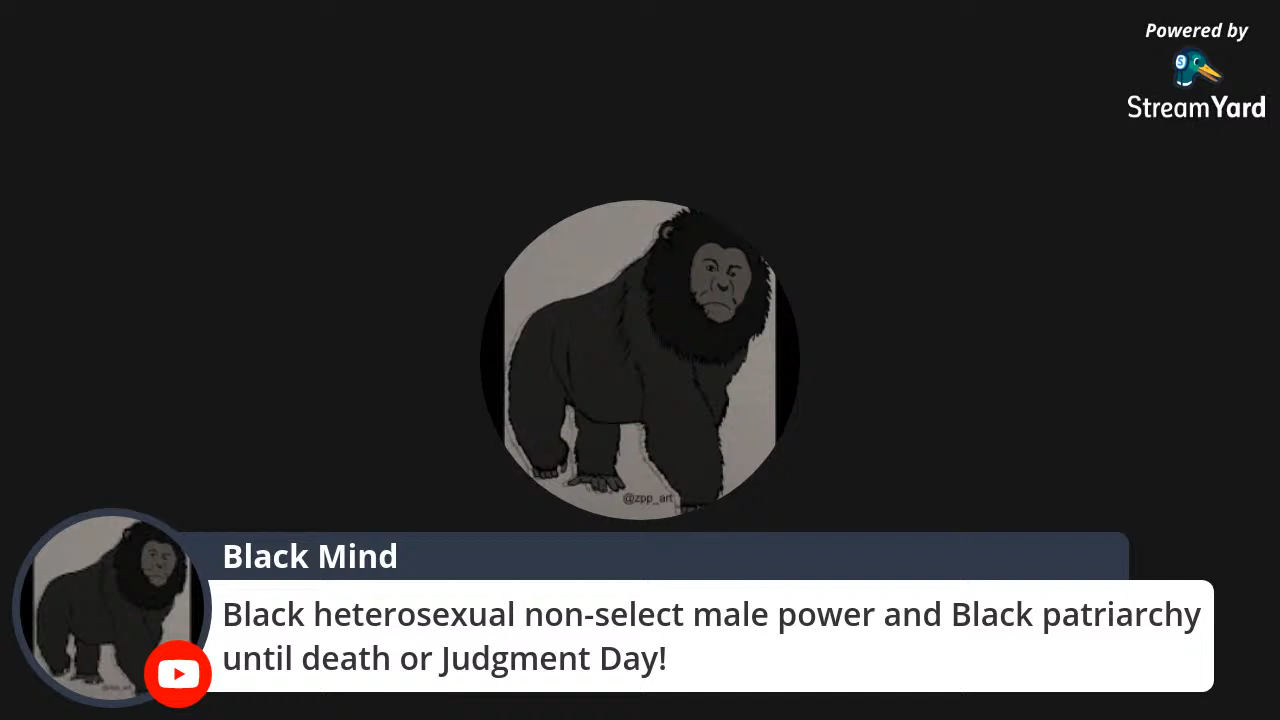 Powered by
StreamYard
@zpp_art
Black Mind
Black heterosexual non-select male power and Black patriarchy
until death or Judgment Day!